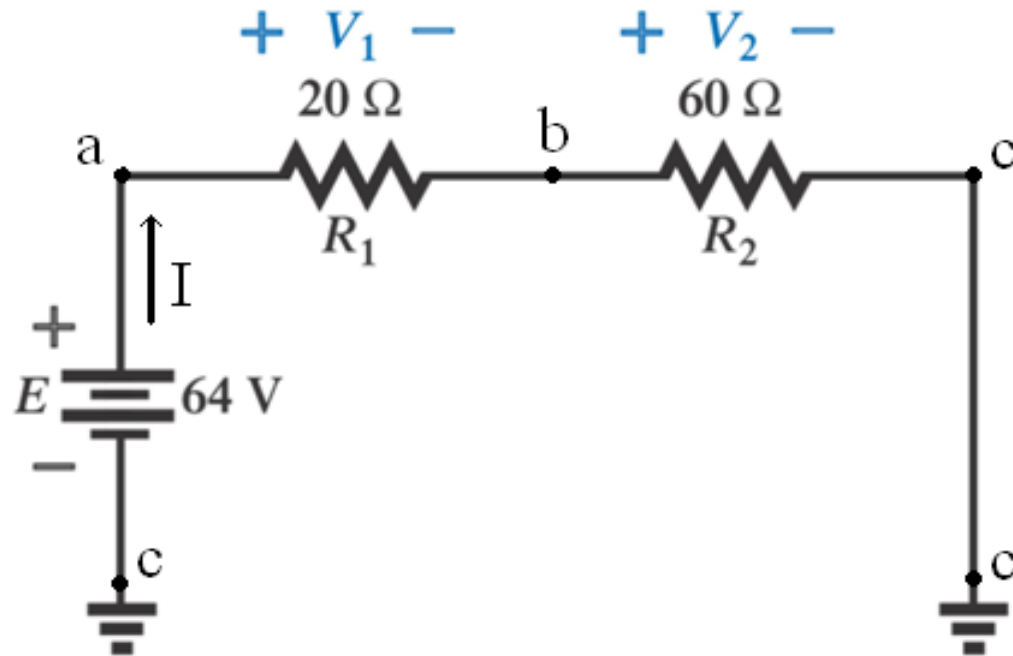 + V₁ − + V₂ −
20 Ω 60 Ω
a b c
R₁ R₂
I
+
E 64 V
−
c c